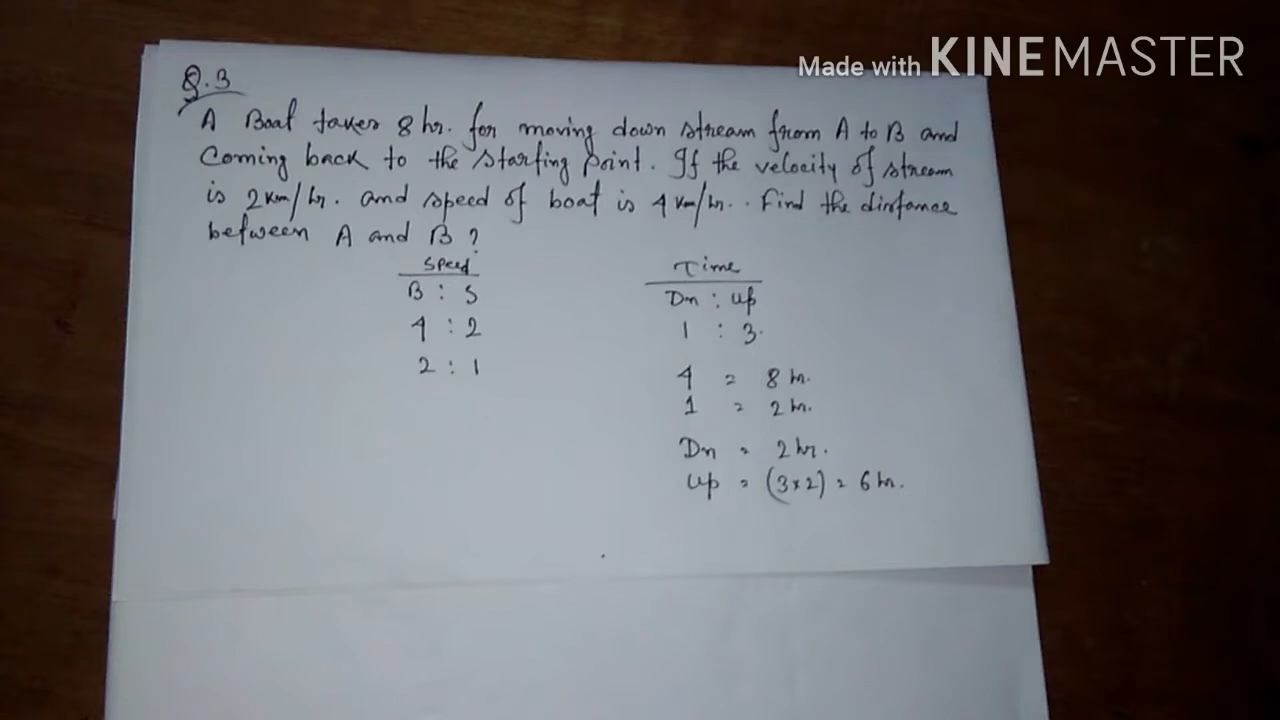 Made with KINEMASTER
Q.3
A Boat takes 8 hr. for moving down stream from A to B and
Coming back to the starting point. If the velocity of stream
is 2 Km/hr. and speed of boat is 4 Km/hr.. Find the distance
between A and B ?
Speed
B : S
4 : 2
2 : 1
Time
Dn : up
1 : 3.
4 = 8 hr.
1 = 2 hr.
Dn = 2 hr.
up = (3×2) = 6 hr.